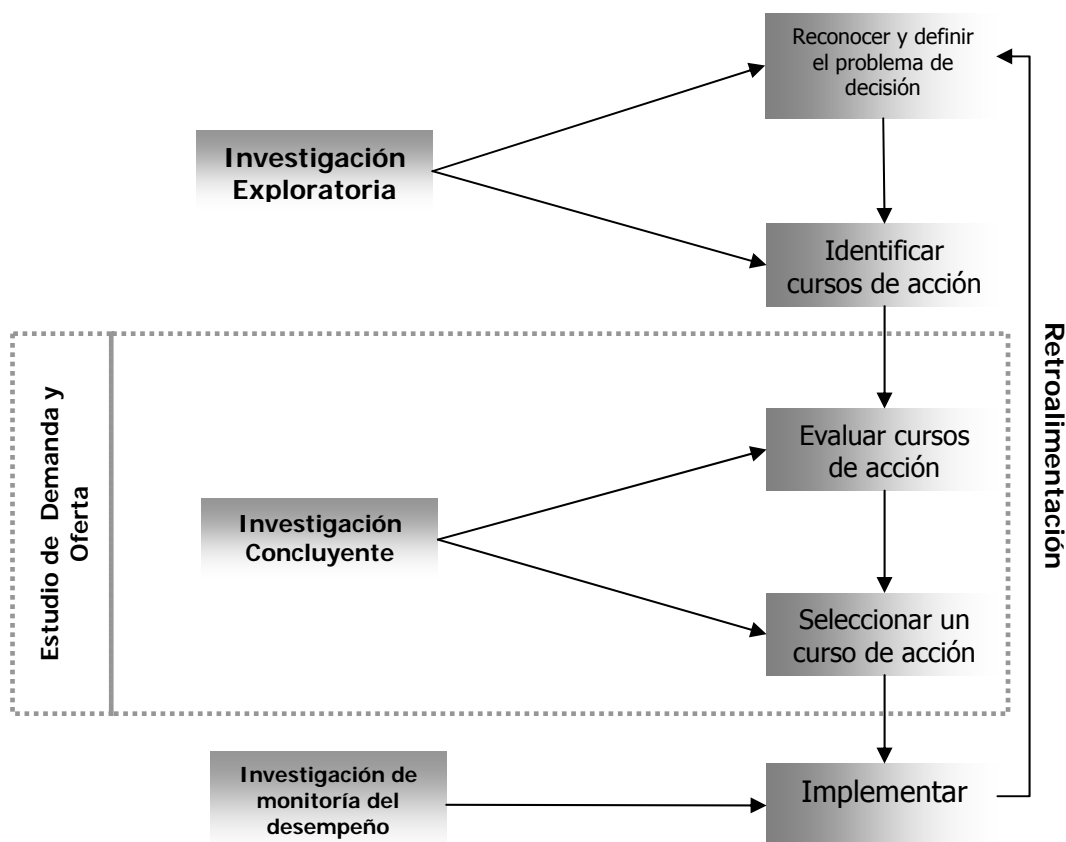 Reconocer y definir
el problema de
decisión
Investigación
Exploratoria
Identificar
cursos de acción
Retroalimentación
Estudio de Demanda y
Oferta
Evaluar cursos
de acción
Investigación
Concluyente
Seleccionar un
curso de acción
Investigación de
monitoría del
desempeño
Implementar